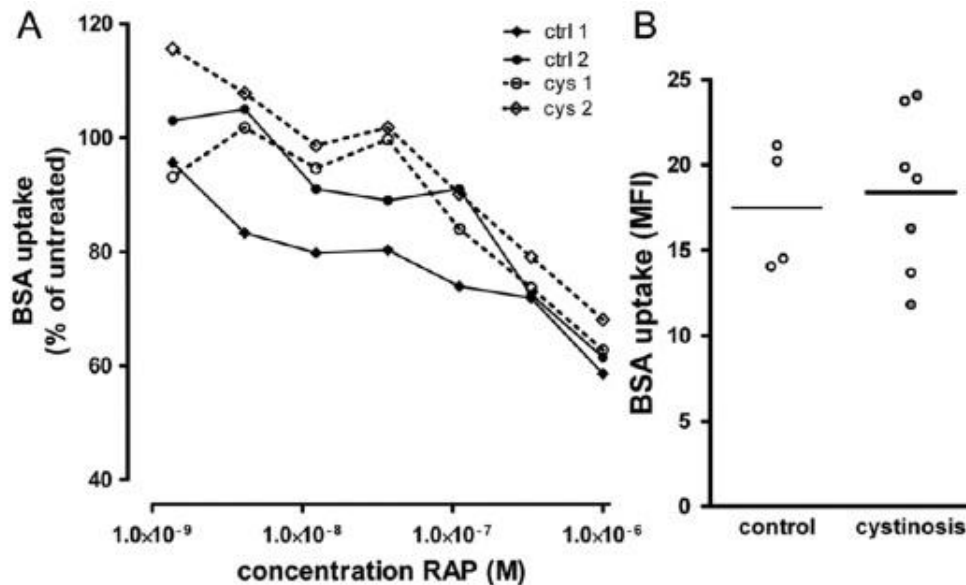 A
120
100
80
60
40
BSA uptake
(% of untreated)
ctrl 1
ctrl 2
cys 1
cys 2
1.0×10⁻⁹
1.0×10⁻⁸
1.0×10⁻⁷
1.0×10⁻⁶
concentration RAP (M)
B
25
20
15
10
5
0
BSA uptake (MFI)
control
cystinosis